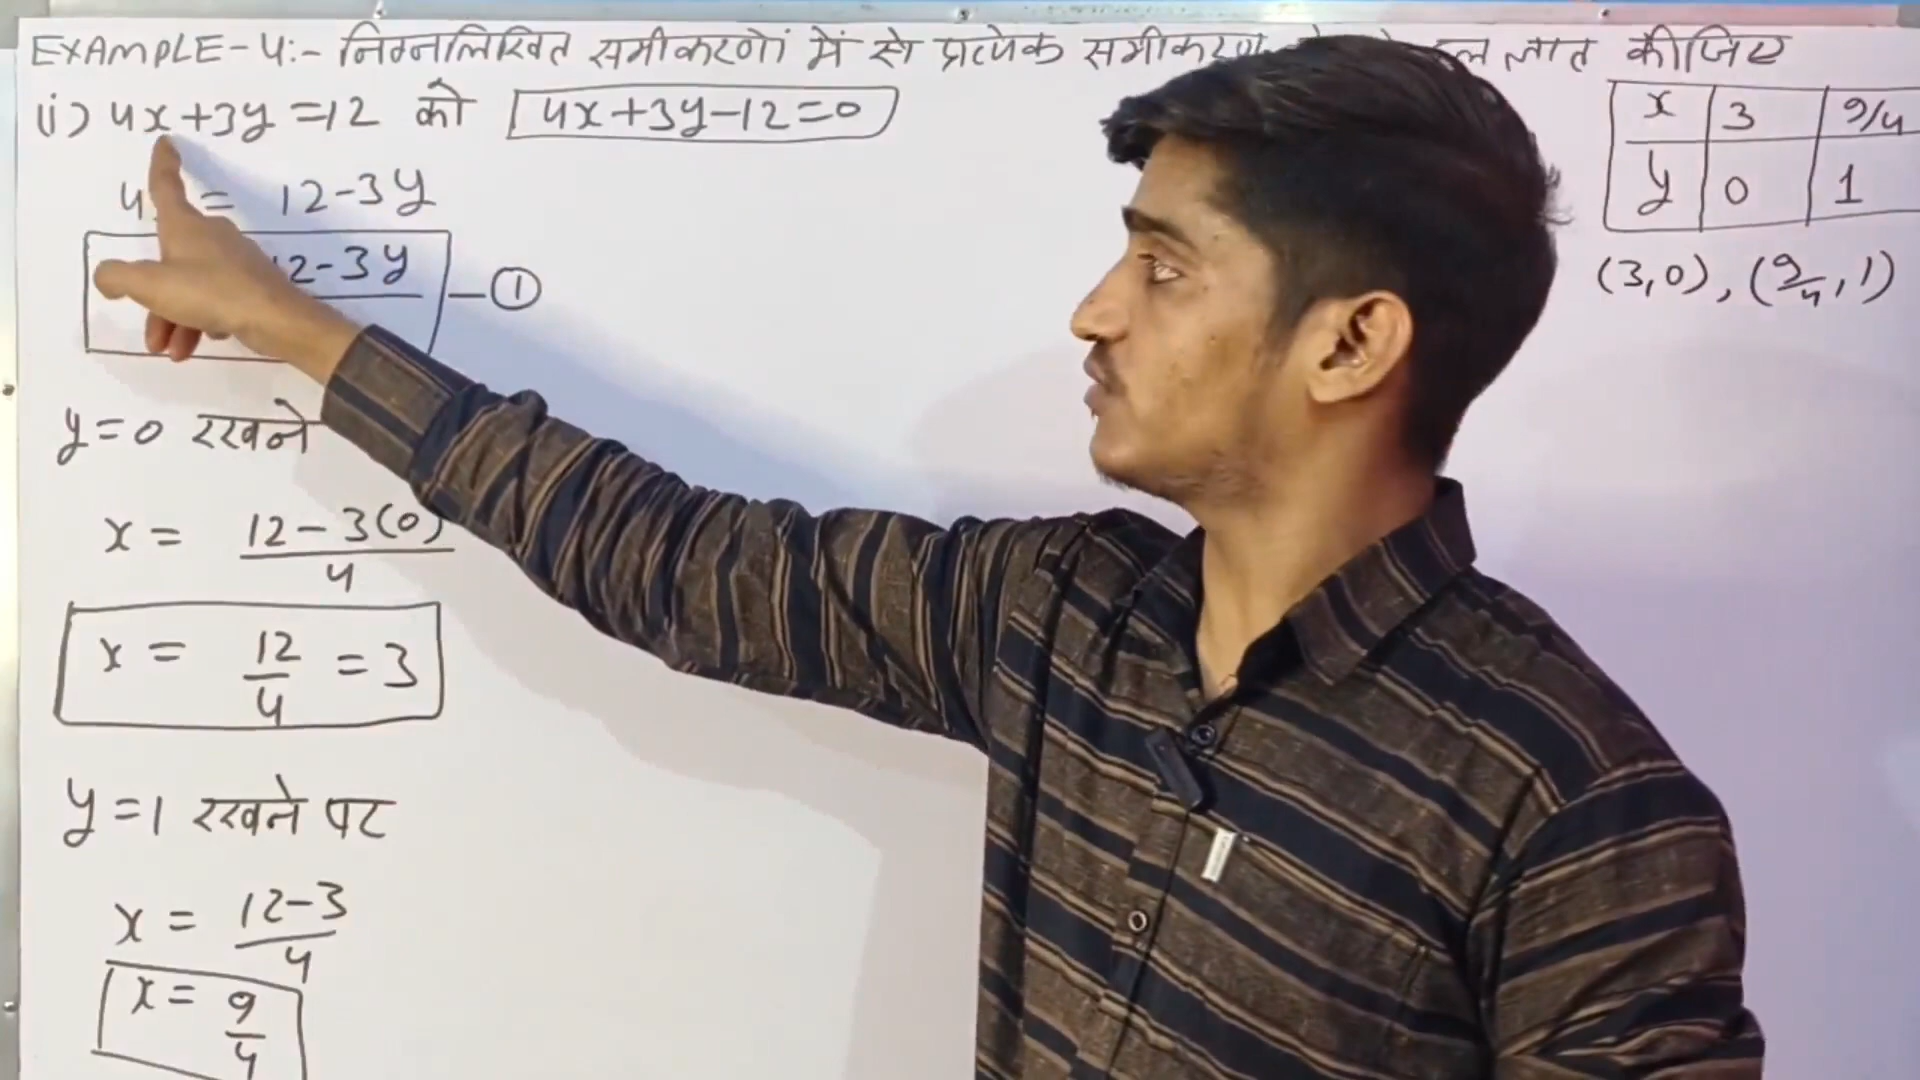 EXAMPLE-4:- निम्नलिखित समीकरणों में से प्रत्येक समीकरण हल ज्ञात कीजिए
(i) 4x+3y=12 को 4x+3y-12=0
4 = 12-3y
12-3y —①
y=0 रखने
x = 12-3(0)/4
x = 12/4 = 3
y=1 रखने पर
x = 12-3/4
x = 9/4
x 3 9/4
y 0 1
(3,0), (9/4,1)